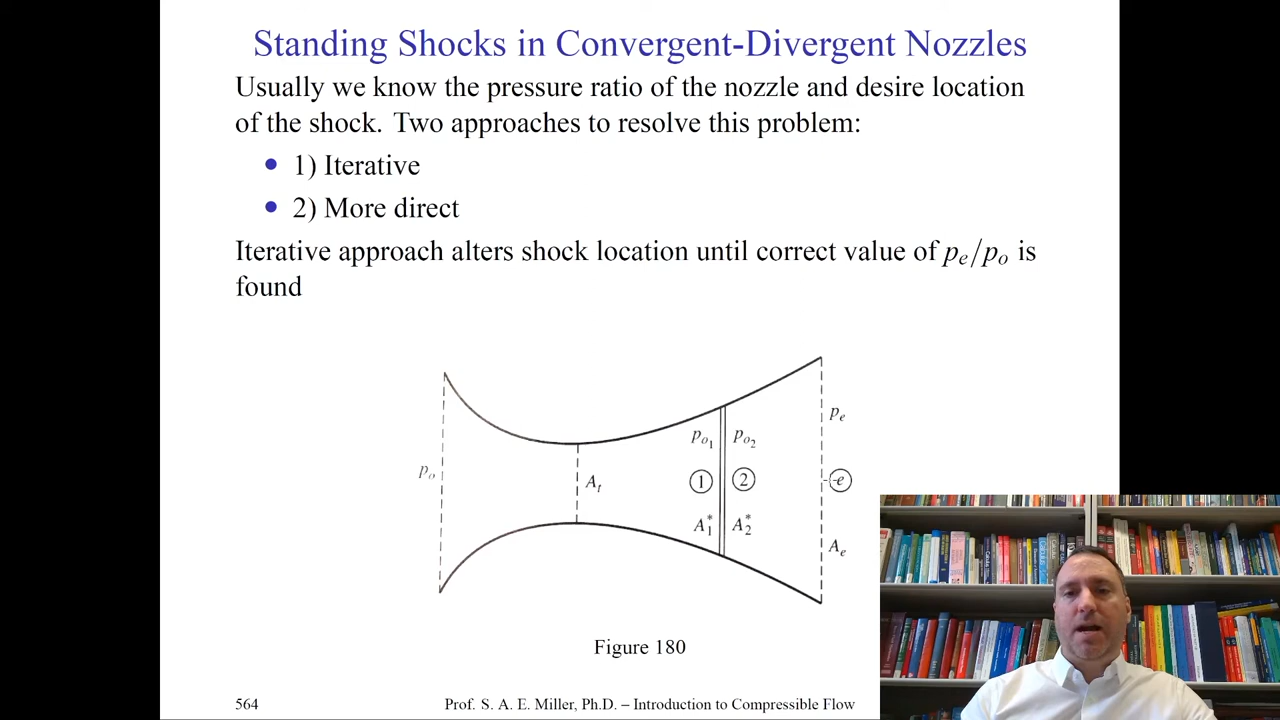 Standing Shocks in Convergent-Divergent Nozzles
Usually we know the pressure ratio of the nozzle and desire location
of the shock. Two approaches to resolve this problem:
1) Iterative
2) More direct
Iterative approach alters shock location until correct value of pₑ/pₒ is
found
pₑ
pₒ₁ pₒ₂
pₒ
Aₜ
1 2 e
A*₁ A*₂
Aₑ
Figure 180
564 Prof. S. A. E. Miller, Ph.D. – Introduction to Compressible Flow